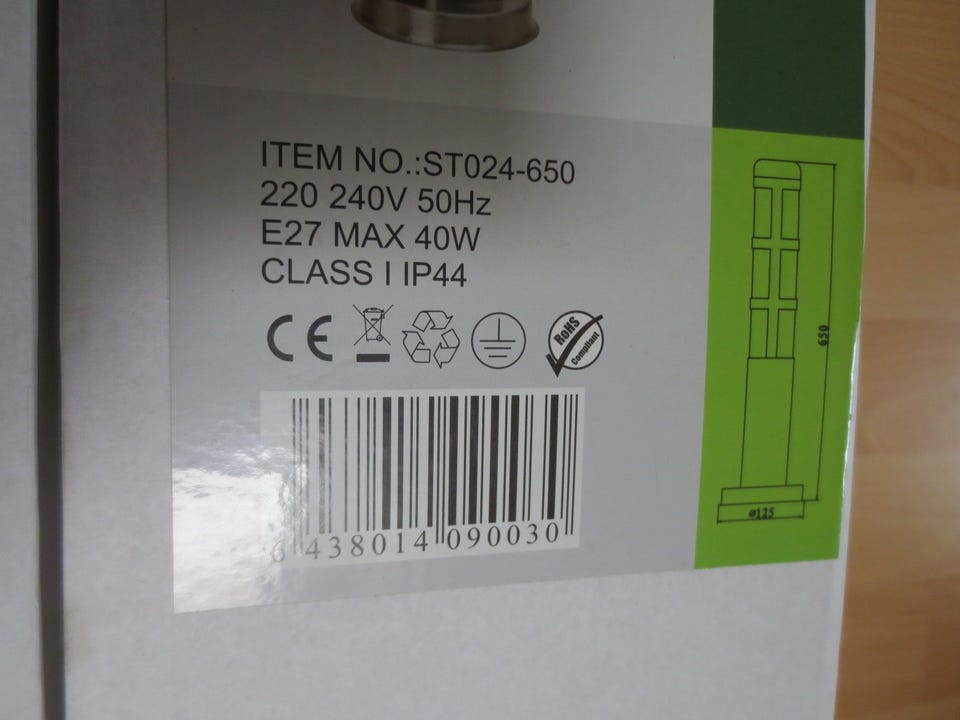 ITEM NO.:ST024-650
220 240V 50Hz
E27 MAX 40W
CLASS I IP44
CE
RoHS
Compliant
6 438014 090030
650
ø125